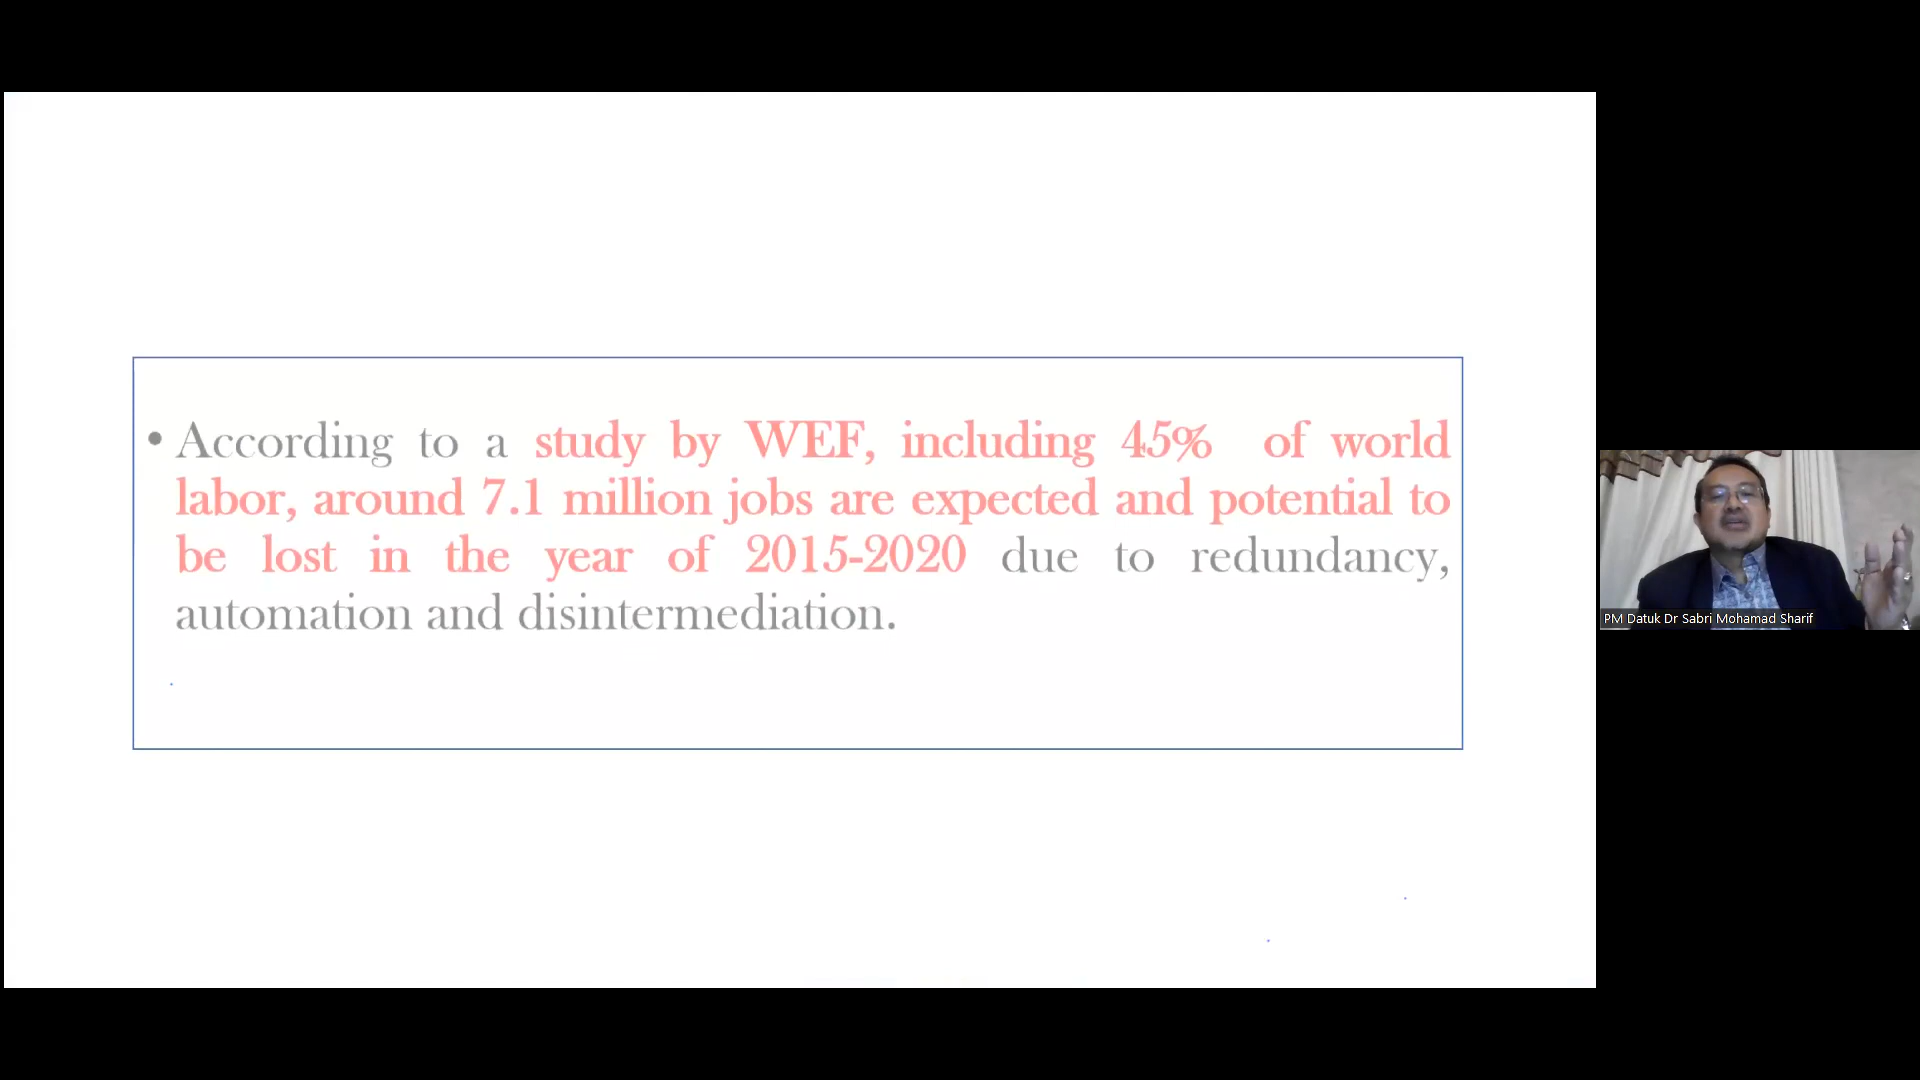 • According to a study by WEF, including 45% of world
labor, around 7.1 million jobs are expected and potential to
be lost in the year of 2015-2020 due to redundancy,
automation and disintermediation.
PM Datuk Dr Sabri Mohamad Sharif